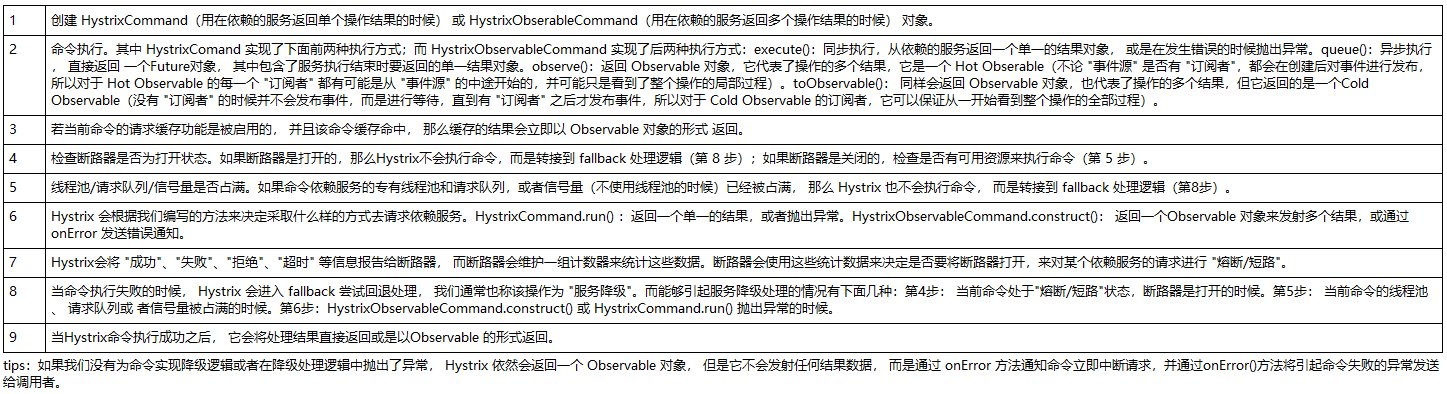 1 创建 HystrixCommand（用在依赖的服务返回单个操作结果的时候） 或 HystrixObserableCommand（用在依赖的服务返回多个操作结果的时候） 对象。
2 命令执行。其中 HystrixComand 实现了下面前两种执行方式；而 HystrixObservableCommand 实现了后两种执行方式：execute()：同步执行，从依赖的服务返回一个单一的结果对象， 或是在发生错误的时候抛出异常。queue()：异步执行
， 直接返回 一个Future对象， 其中包含了服务执行结束时要返回的单一结果对象。observe()：返回 Observable 对象，它代表了操作的多个结果，它是一个 Hot Obserable（不论 "事件源" 是否有 "订阅者"，都会在创建后对事件进行发布，
所以对于 Hot Observable 的每一个 "订阅者" 都有可能是从 "事件源" 的中途开始的，并可能只是看到了整个操作的局部过程）。toObservable()： 同样会返回 Observable 对象，也代表了操作的多个结果，但它返回的是一个Cold
Observable（没有 "订阅者" 的时候并不会发布事件，而是进行等待，直到有 "订阅者" 之后才发布事件，所以对于 Cold Observable 的订阅者，它可以保证从一开始看到整个操作的全部过程）。
3 若当前命令的请求缓存功能是被启用的， 并且该命令缓存命中， 那么缓存的结果会立即以 Observable 对象的形式 返回。
4 检查断路器是否为打开状态。如果断路器是打开的，那么Hystrix不会执行命令，而是转接到 fallback 处理逻辑（第 8 步）；如果断路器是关闭的，检查是否有可用资源来执行命令（第 5 步）。
5 线程池/请求队列/信号量是否占满。如果命令依赖服务的专有线程池和请求队列，或者信号量（不使用线程池的时候）已经被占满， 那么 Hystrix 也不会执行命令， 而是转接到 fallback 处理逻辑（第8步）。
6 Hystrix 会根据我们编写的方法来决定采取什么样的方式去请求依赖服务。HystrixCommand.run() ：返回一个单一的结果，或者抛出异常。HystrixObservableCommand.construct()： 返回一个Observable 对象来发射多个结果，或通过
onError 发送错误通知。
7 Hystrix会将 "成功"、"失败"、"拒绝"、"超时" 等信息报告给断路器， 而断路器会维护一组计数器来统计这些数据。断路器会使用这些统计数据来决定是否要将断路器打开，来对某个依赖服务的请求进行 "熔断/短路"。
8 当命令执行失败的时候， Hystrix 会进入 fallback 尝试回退处理， 我们通常也称该操作为 "服务降级"。而能够引起服务降级处理的情况有下面几种：第4步： 当前命令处于"熔断/短路"状态，断路器是打开的时候。第5步： 当前命令的线程池
、 请求队列或 者信号量被占满的时候。第6步：HystrixObservableCommand.construct() 或 HystrixCommand.run() 抛出异常的时候。
9 当Hystrix命令执行成功之后， 它会将处理结果直接返回或是以Observable 的形式返回。
tips：如果我们没有为命令实现降级逻辑或者在降级处理逻辑中抛出了异常， Hystrix 依然会返回一个 Observable 对象， 但是它不会发射任何结果数据， 而是通过 onError 方法通知命令立即中断请求，并通过onError()方法将引起命令失败的异常发送
给调用者。